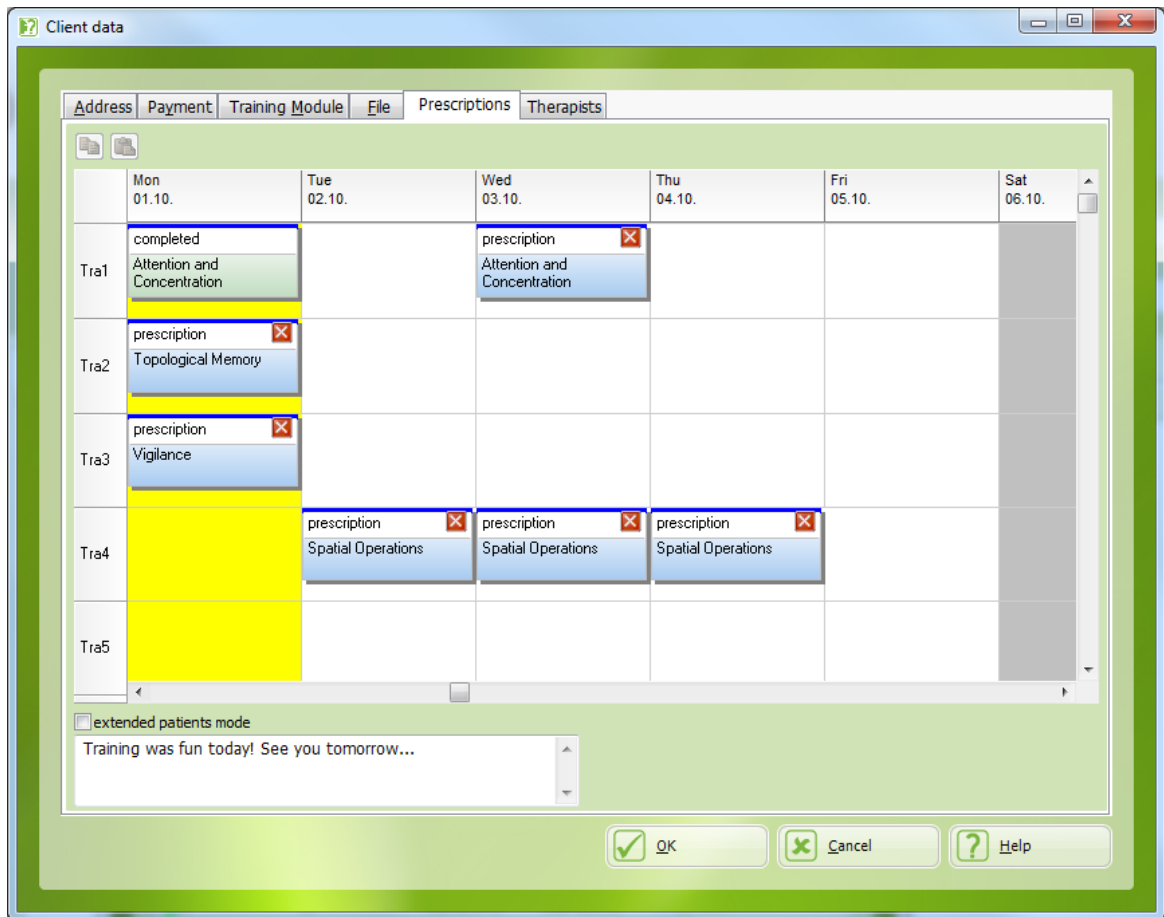 Client data
Address Payment Training Module File Prescriptions Therapists
Mon Tue Wed Thu Fri Sat
01.10. 02.10. 03.10. 04.10. 05.10. 06.10.
Tra1
completed
Attention and
Concentration
prescription
Attention and
Concentration
Tra2
prescription
Topological Memory
Tra3
prescription
Vigilance
Tra4
prescription
Spatial Operations
prescription
Spatial Operations
prescription
Spatial Operations
Tra5
extended patients mode
Training was fun today! See you tomorrow...
OK Cancel Help